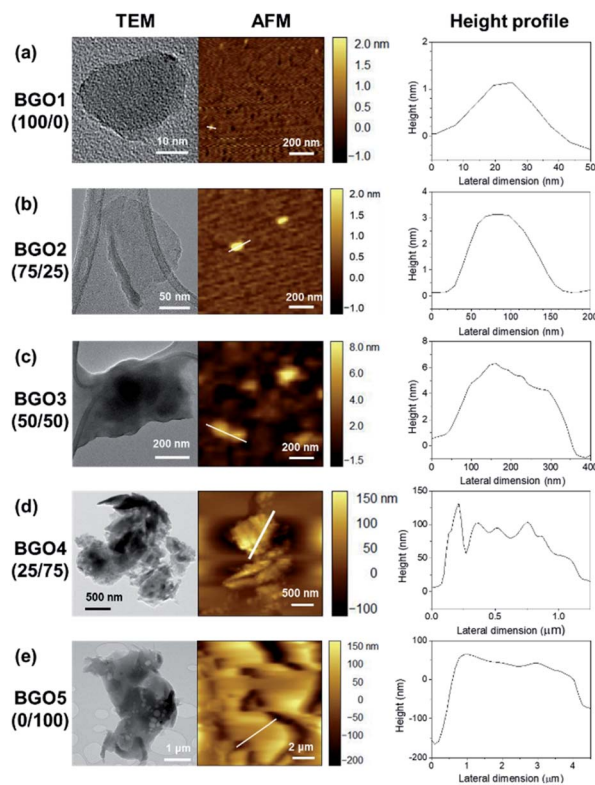 TEM AFM Height profile
(a)
BGO1
(100/0)
10 nm
200 nm
2.0 nm
1.5
1.0
0.5
0.0
−1.0
Height (nm)
2
1
0
0 10 20 30 40 50
Lateral dimension (nm)
(b)
BGO2
(75/25)
50 nm
200 nm
2.0 nm
1.5
1.0
0.5
0.0
-1.0
Height (nm)
4
3
2
1
0
0 50 100 150 200
Lateral dimension (nm)
(c)
BGO3
(50/50)
200 nm
200 nm
8.0 nm
6.0
4.0
2.0
0
-1.5
Height (nm)
8
6
4
2
0
0 100 200 300 400
Lateral dimension (nm)
(d)
BGO4
(25/75)
500 nm
500 nm
150 nm
100
50
0
−100
Height (nm)
150
100
50
0
0.0 0.5 1.0
Lateral dimension (μm)
(e)
BGO5
(0/100)
1 μm
2 μm
150 nm
100
50
0
-50
-100
-200
Height (nm)
100
0
-100
-200
0 1 2 3 4
Lateral dimension (μm)